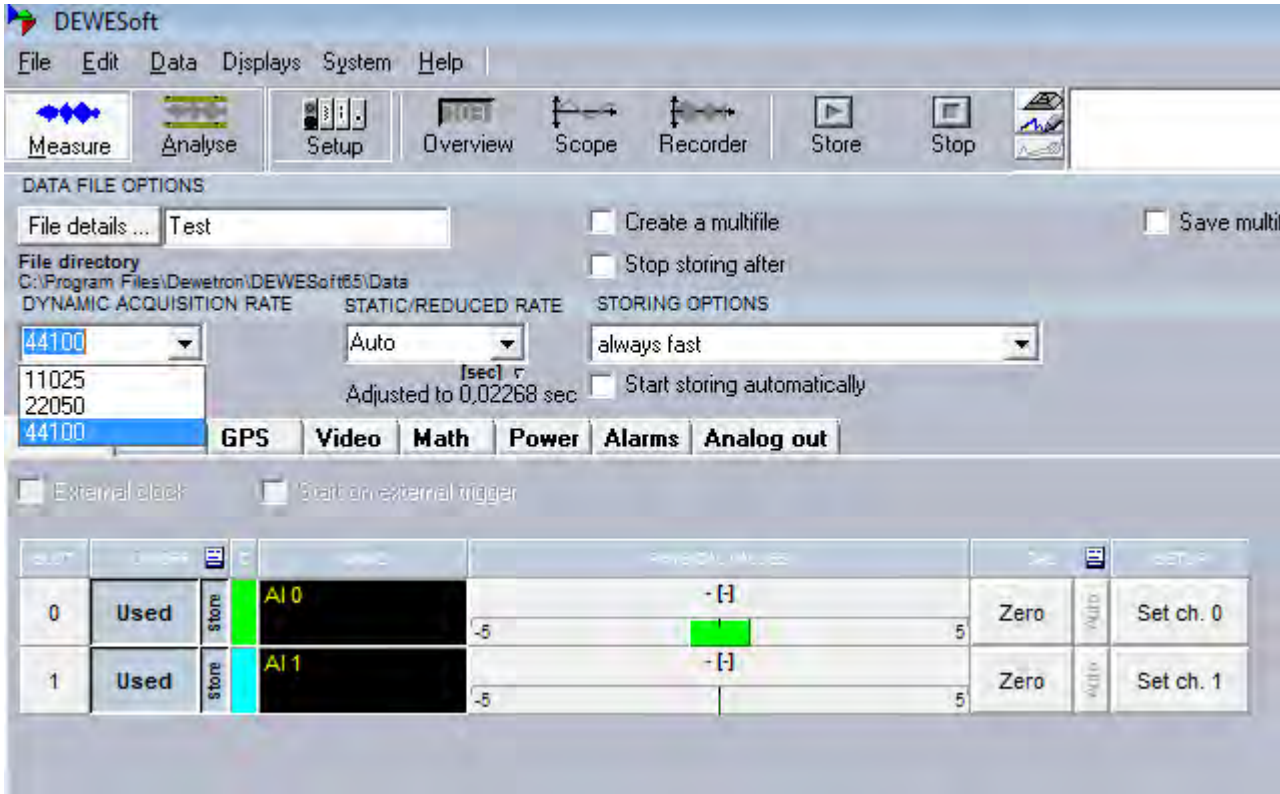 DEWESoft
File Edit Data Displays System Help
Measure Analyse Setup Overview Scope Recorder Store Stop
DATA FILE OPTIONS
File details ... Test
Create a multifile
Save multif
File directory
C:\Program Files\Dewetron\DEWESoft65\Data
Stop storing after
DYNAMIC ACQUISITION RATE STATIC/REDUCED RATE STORING OPTIONS
44100 Auto always fast
11025
22050
44100
[sec]
Adjusted to 0,02268 sec
Start storing automatically
GPS Video Math Power Alarms Analog out
External clock Start on external trigger
0 Used Store AI 0 - [-] -5 5 Zero Auto Set ch. 0
1 Used Store AI 1 - [-] -5 5 Zero Auto Set ch. 1